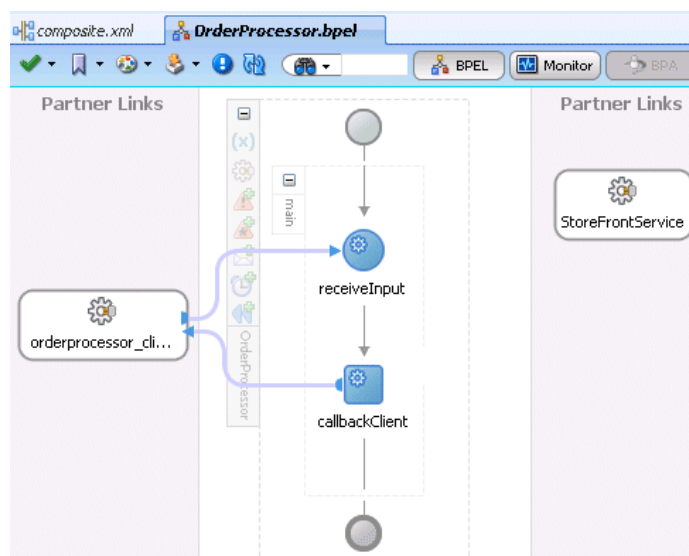 composite.xml
OrderProcessor.bpel
BPEL
Monitor
BPA
Partner Links
Partner Links
(x)
main
StoreFrontService
receiveInput
orderprocessor_cli...
OrderProcessor
callbackClient